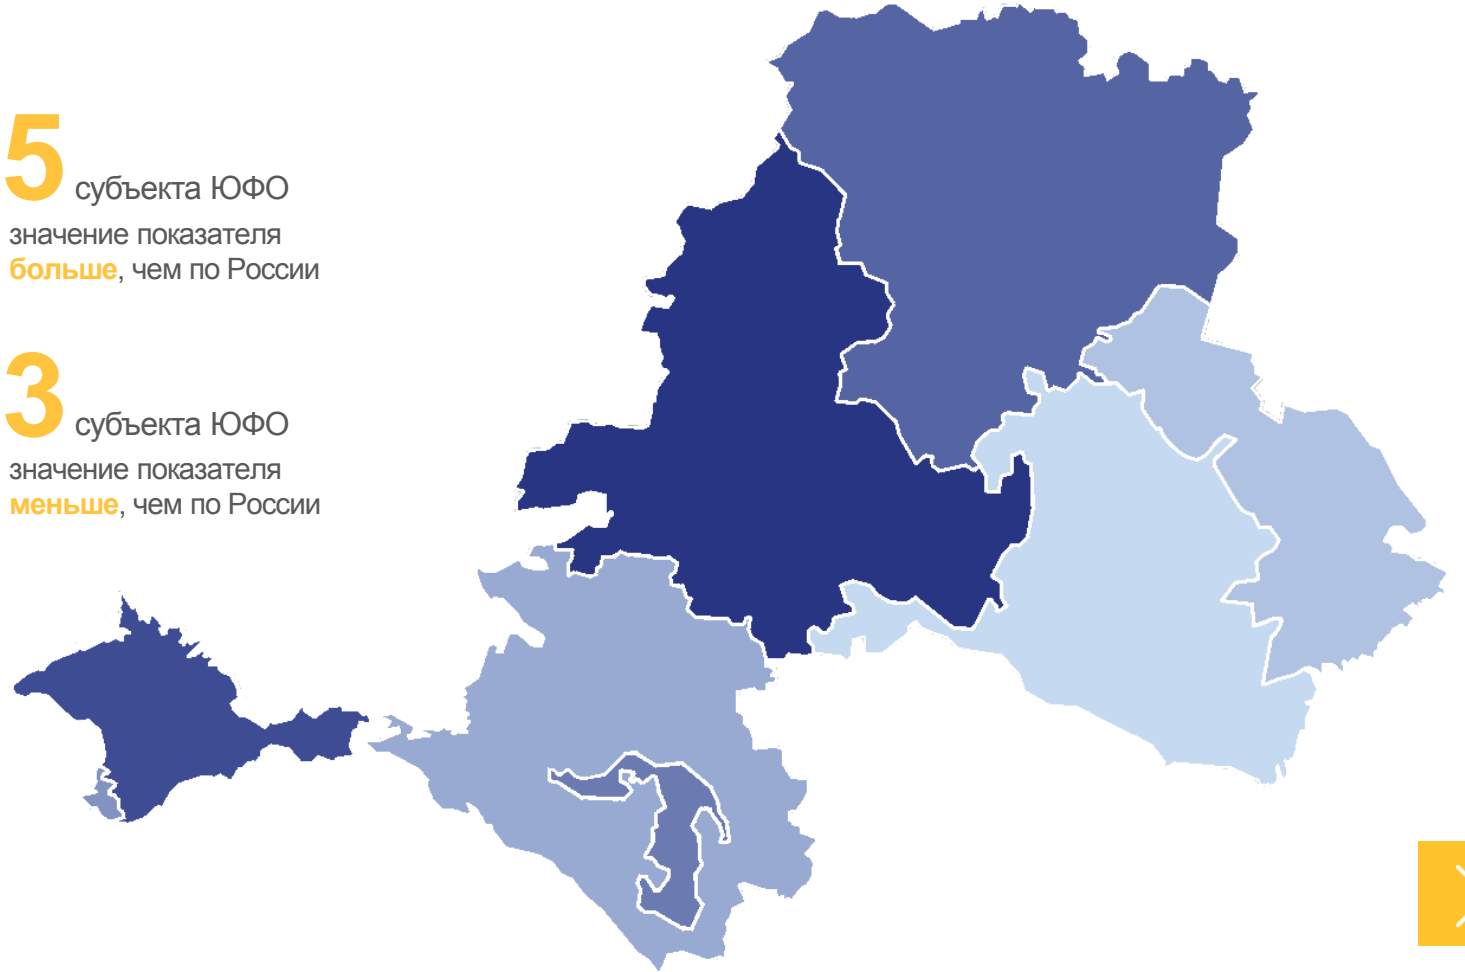 5 субъекта ЮФО
значение показателя
больше, чем по России
3 субъекта ЮФО
значение показателя
меньше, чем по России